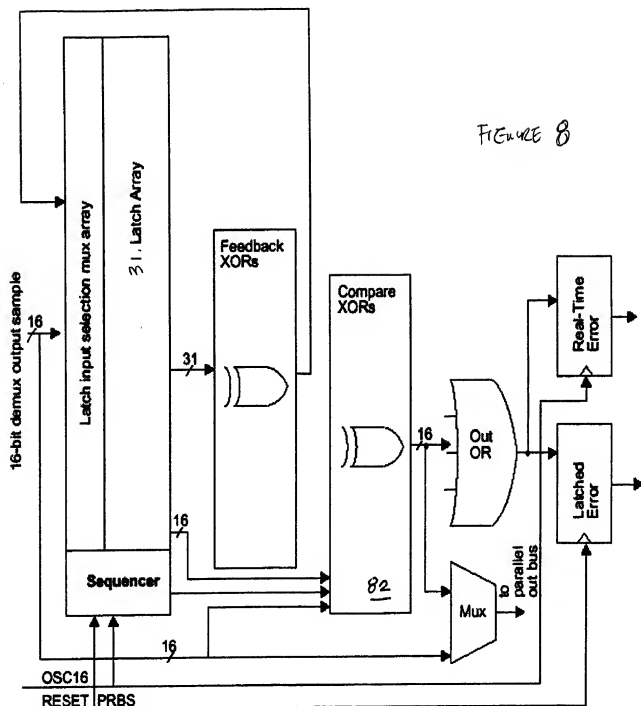 FIGURE 8
Latch input selection mux array
31. Latch Array
Feedback
XORs
Compare
XORs
Real-Time
Error
16-bit demux output sample
16
31
16
Out
OR
Latched
Error
16
Sequencer
82
Mux
to parallel
out bus
16
OSC16
RESET
PRBS